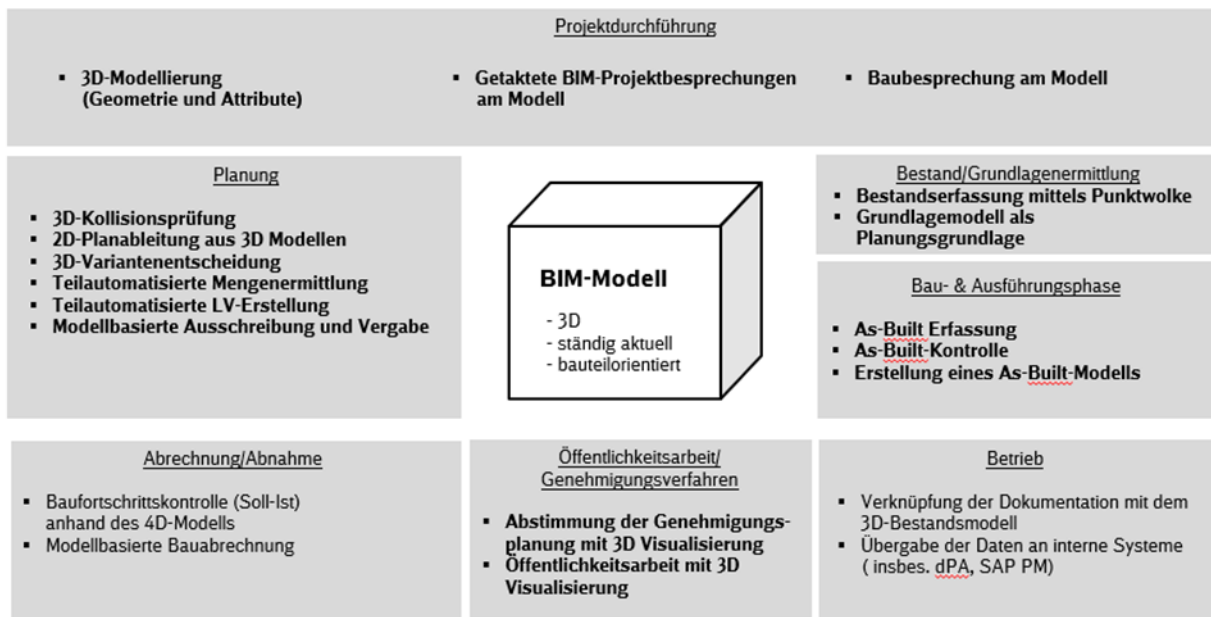 Projektdurchführung
▪ 3D-Modellierung
(Geometrie und Attribute)
▪ Getaktete BIM-Projektbesprechungen
am Modell
▪ Baubesprechung am Modell
Planung
▪ 3D-Kollisionsprüfung
▪ 2D-Planableitung aus 3D Modellen
▪ 3D-Variantenentscheidung
▪ Teilautomatisierte Mengenermittlung
▪ Teilautomatisierte LV-Erstellung
▪ Modellbasierte Ausschreibung und Vergabe
BIM-Modell
- 3D
- ständig aktuell
- bauteilorientiert
Bestand/Grundlagenermittlung
▪ Bestandserfassung mittels Punktwolke
▪ Grundlagemodell als
Planungsgrundlage
Bau- & Ausführungsphase
▪ As-Built Erfassung
▪ As-Built-Kontrolle
▪ Erstellung eines As-Built-Modells
Abrechnung/Abnahme
▪ Baufortschrittskontrolle (Soll-Ist)
anhand des 4D-Modells
▪ Modellbasierte Bauabrechnung
Öffentlichkeitsarbeit/
Genehmigungsverfahren
▪ Abstimmung der Genehmigungs-
planung mit 3D Visualisierung
▪ Öffentlichkeitsarbeit mit 3D
Visualisierung
Betrieb
▪ Verknüpfung der Dokumentation mit dem
3D-Bestandsmodell
▪ Übergabe der Daten an interne Systeme
( insbes. dPA, SAP PM)